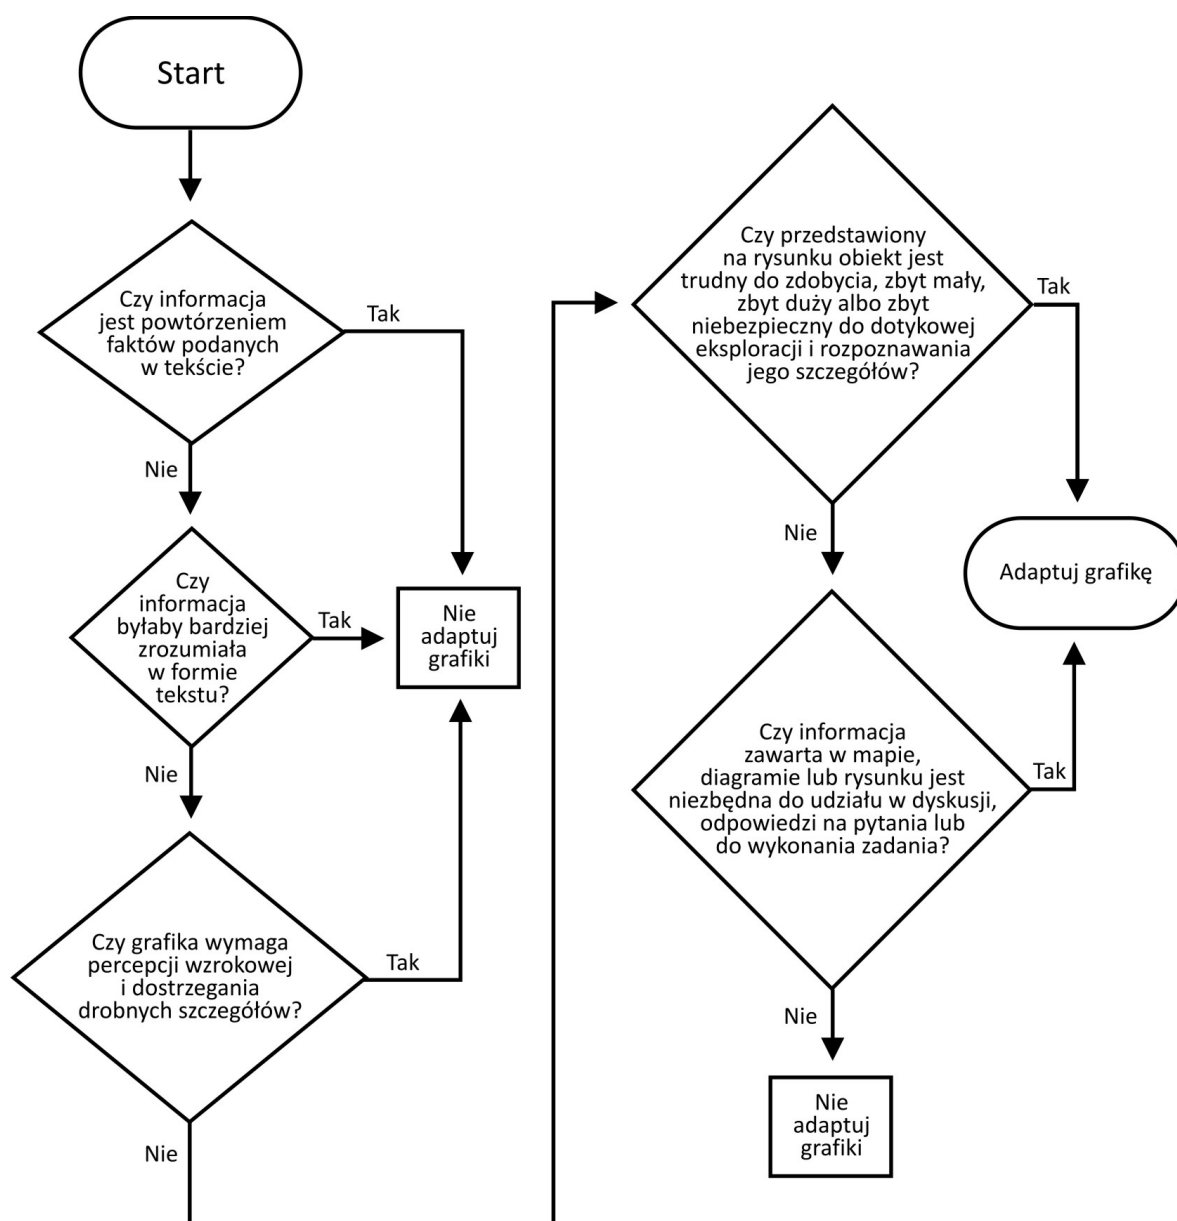 Start
Czy informacja
jest powtórzeniem
faktów podanych
w tekście?
Tak
Nie
Czy
informacja
byłaby bardziej
zrozumiała
w formie
tekstu?
Tak
Nie
adaptuj
grafiki
Nie
Czy grafika wymaga
percepcji wzrokowej
i dostrzegania
drobnych szczegółów?
Tak
Nie
Czy przedstawiony
na rysunku obiekt jest
trudny do zdobycia, zbyt mały,
zbyt duży albo zbyt
niebezpieczny do dotykowej
eksploracji i rozpoznawania
jego szczegółów?
Tak
Nie
Adaptuj grafikę
Czy informacja
zawarta w mapie,
diagramie lub rysunku jest
niezbędna do udziału w dyskusji,
odpowiedzi na pytania lub
do wykonania zadania?
Tak
Nie
Nie
adaptuj
grafiki